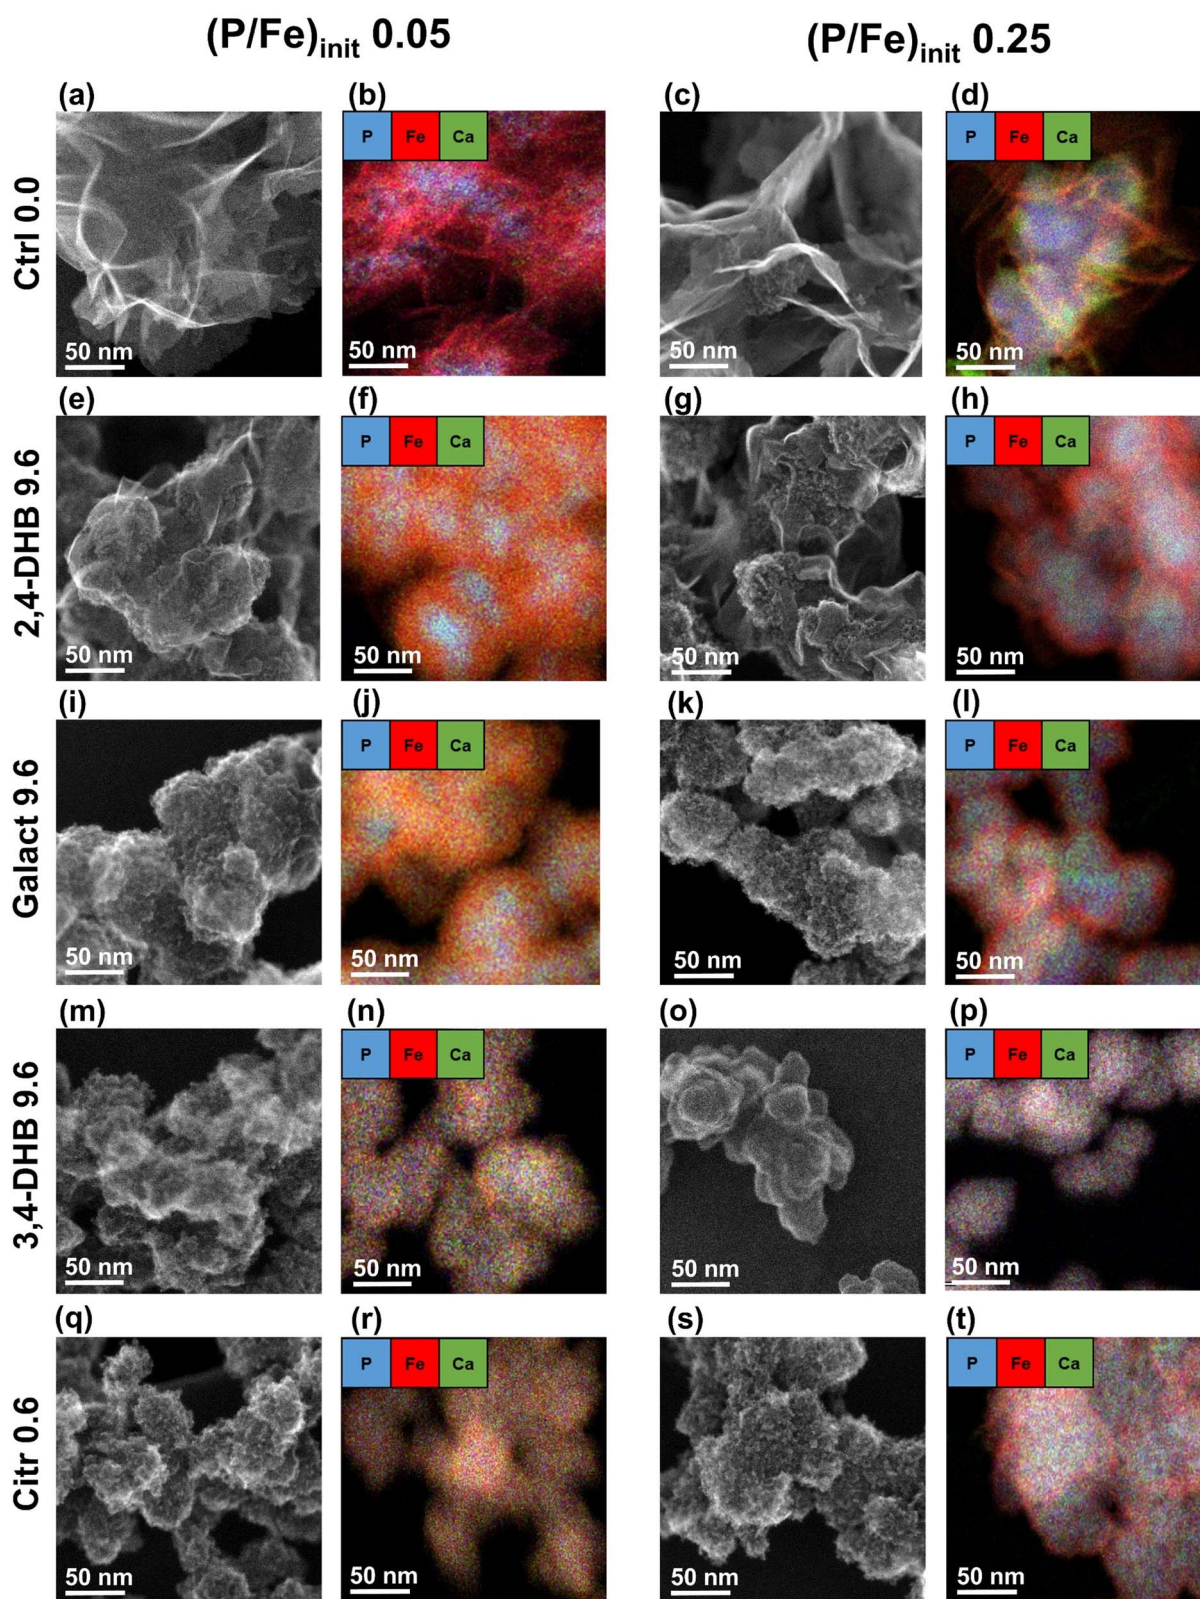 (P/Fe)init 0.05 (P/Fe)init 0.25
(a) (b) (c) (d)
P Fe Ca P Fe Ca
Ctrl 0.0
50 nm 50 nm 50 nm 50 nm
(e) (f) (g) (h)
P Fe Ca P Fe Ca
2,4-DHB 9.6
50 nm 50 nm 50 nm 50 nm
(i) (j) (k) (l)
P Fe Ca P Fe Ca
Galact 9.6
50 nm 50 nm 50 nm 50 nm
(m) (n) (o) (p)
P Fe Ca P Fe Ca
3,4-DHB 9.6
50 nm 50 nm 50 nm 50 nm
(q) (r) (s) (t)
P Fe Ca P Fe Ca
Citr 0.6
50 nm 50 nm 50 nm 50 nm